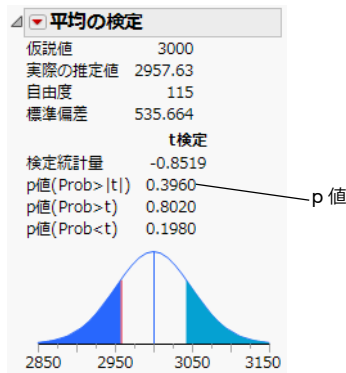 平均の検定
仮説値 3000
実際の推定値 2957.63
自由度 115
標準偏差 535.664
t検定
検定統計量 -0.8519
p値(Prob>|t|) 0.3960
p値
p値(Prob>t) 0.8020
p値(Prob<t) 0.1980
2850 2950 3050 3150